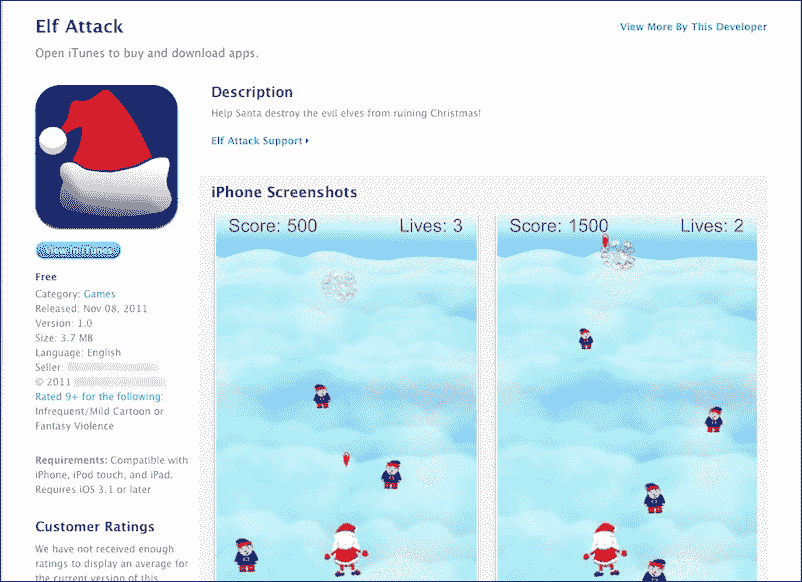 Elf Attack
View More By This Developer
Open iTunes to buy and download apps.
Description
Help Santa destroy the evil elves from ruining Christmas!
Elf Attack Support
iPhone Screenshots
Score: 500 Lives: 3
Score: 1500 Lives: 2
View in iTunes
Free
Category: Games
Released: Nov 08, 2011
Version: 1.0
Size: 3.7 MB
Language: English
Seller:
© 2011
Rated 9+ for the following:
Infrequent/Mild Cartoon or
Fantasy Violence
Requirements: Compatible with
iPhone, iPod touch, and iPad.
Requires iOS 3.1 or later
Customer Ratings
We have not received enough
ratings to display an average for
the current version of this